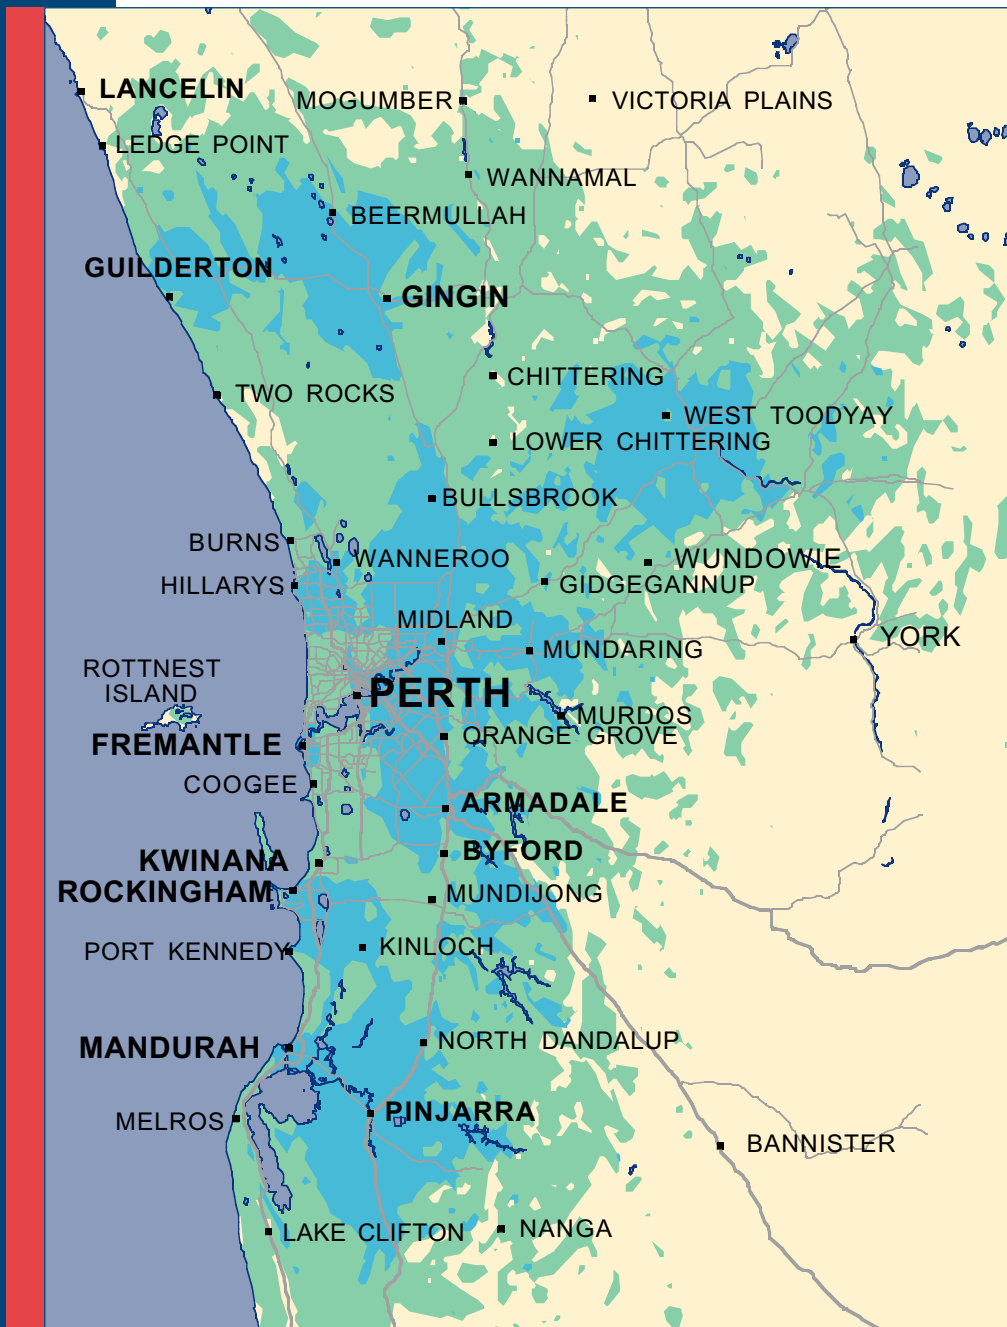 LANCELIN
MOGUMBER
VICTORIA PLAINS
LEDGE POINT
WANNAMAL
BEERMULLAH
GUILDERTON
GINGIN
CHITTERING
TWO ROCKS
WEST TOODYAY
LOWER CHITTERING
BULLSBROOK
BURNS
WANNEROO
WUNDOWIE
HILLARYS
GIDGEGANNUP
MIDLAND
YORK
MUNDARING
ROTTNEST
ISLAND
PERTH
MURDOS
ORANGE GROVE
FREMANTLE
COOGEE
ARMADALE
BYFORD
KWINANA
ROCKINGHAM
MUNDIJONG
PORT KENNEDY
KINLOCH
MANDURAH
NORTH DANDALUP
PINJARRA
MELROS
BANNISTER
LAKE CLIFTON
NANGA